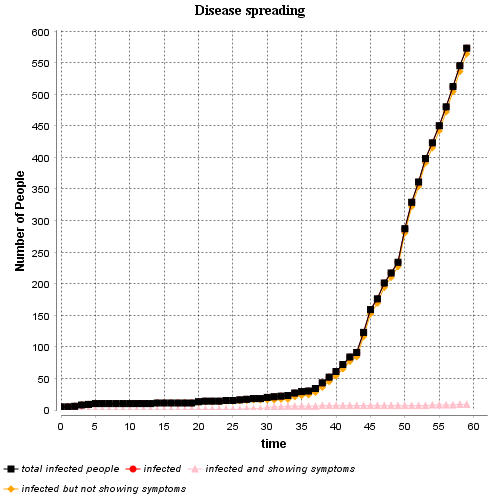 Disease spreading
600
550
500
450
400
350
300
250
200
150
100
50
0
Number of People
0 5 10 15 20 25 30 35 40 45 50 55 60
time
total infected people infected infected and showing symptoms
infected but not showing symptoms